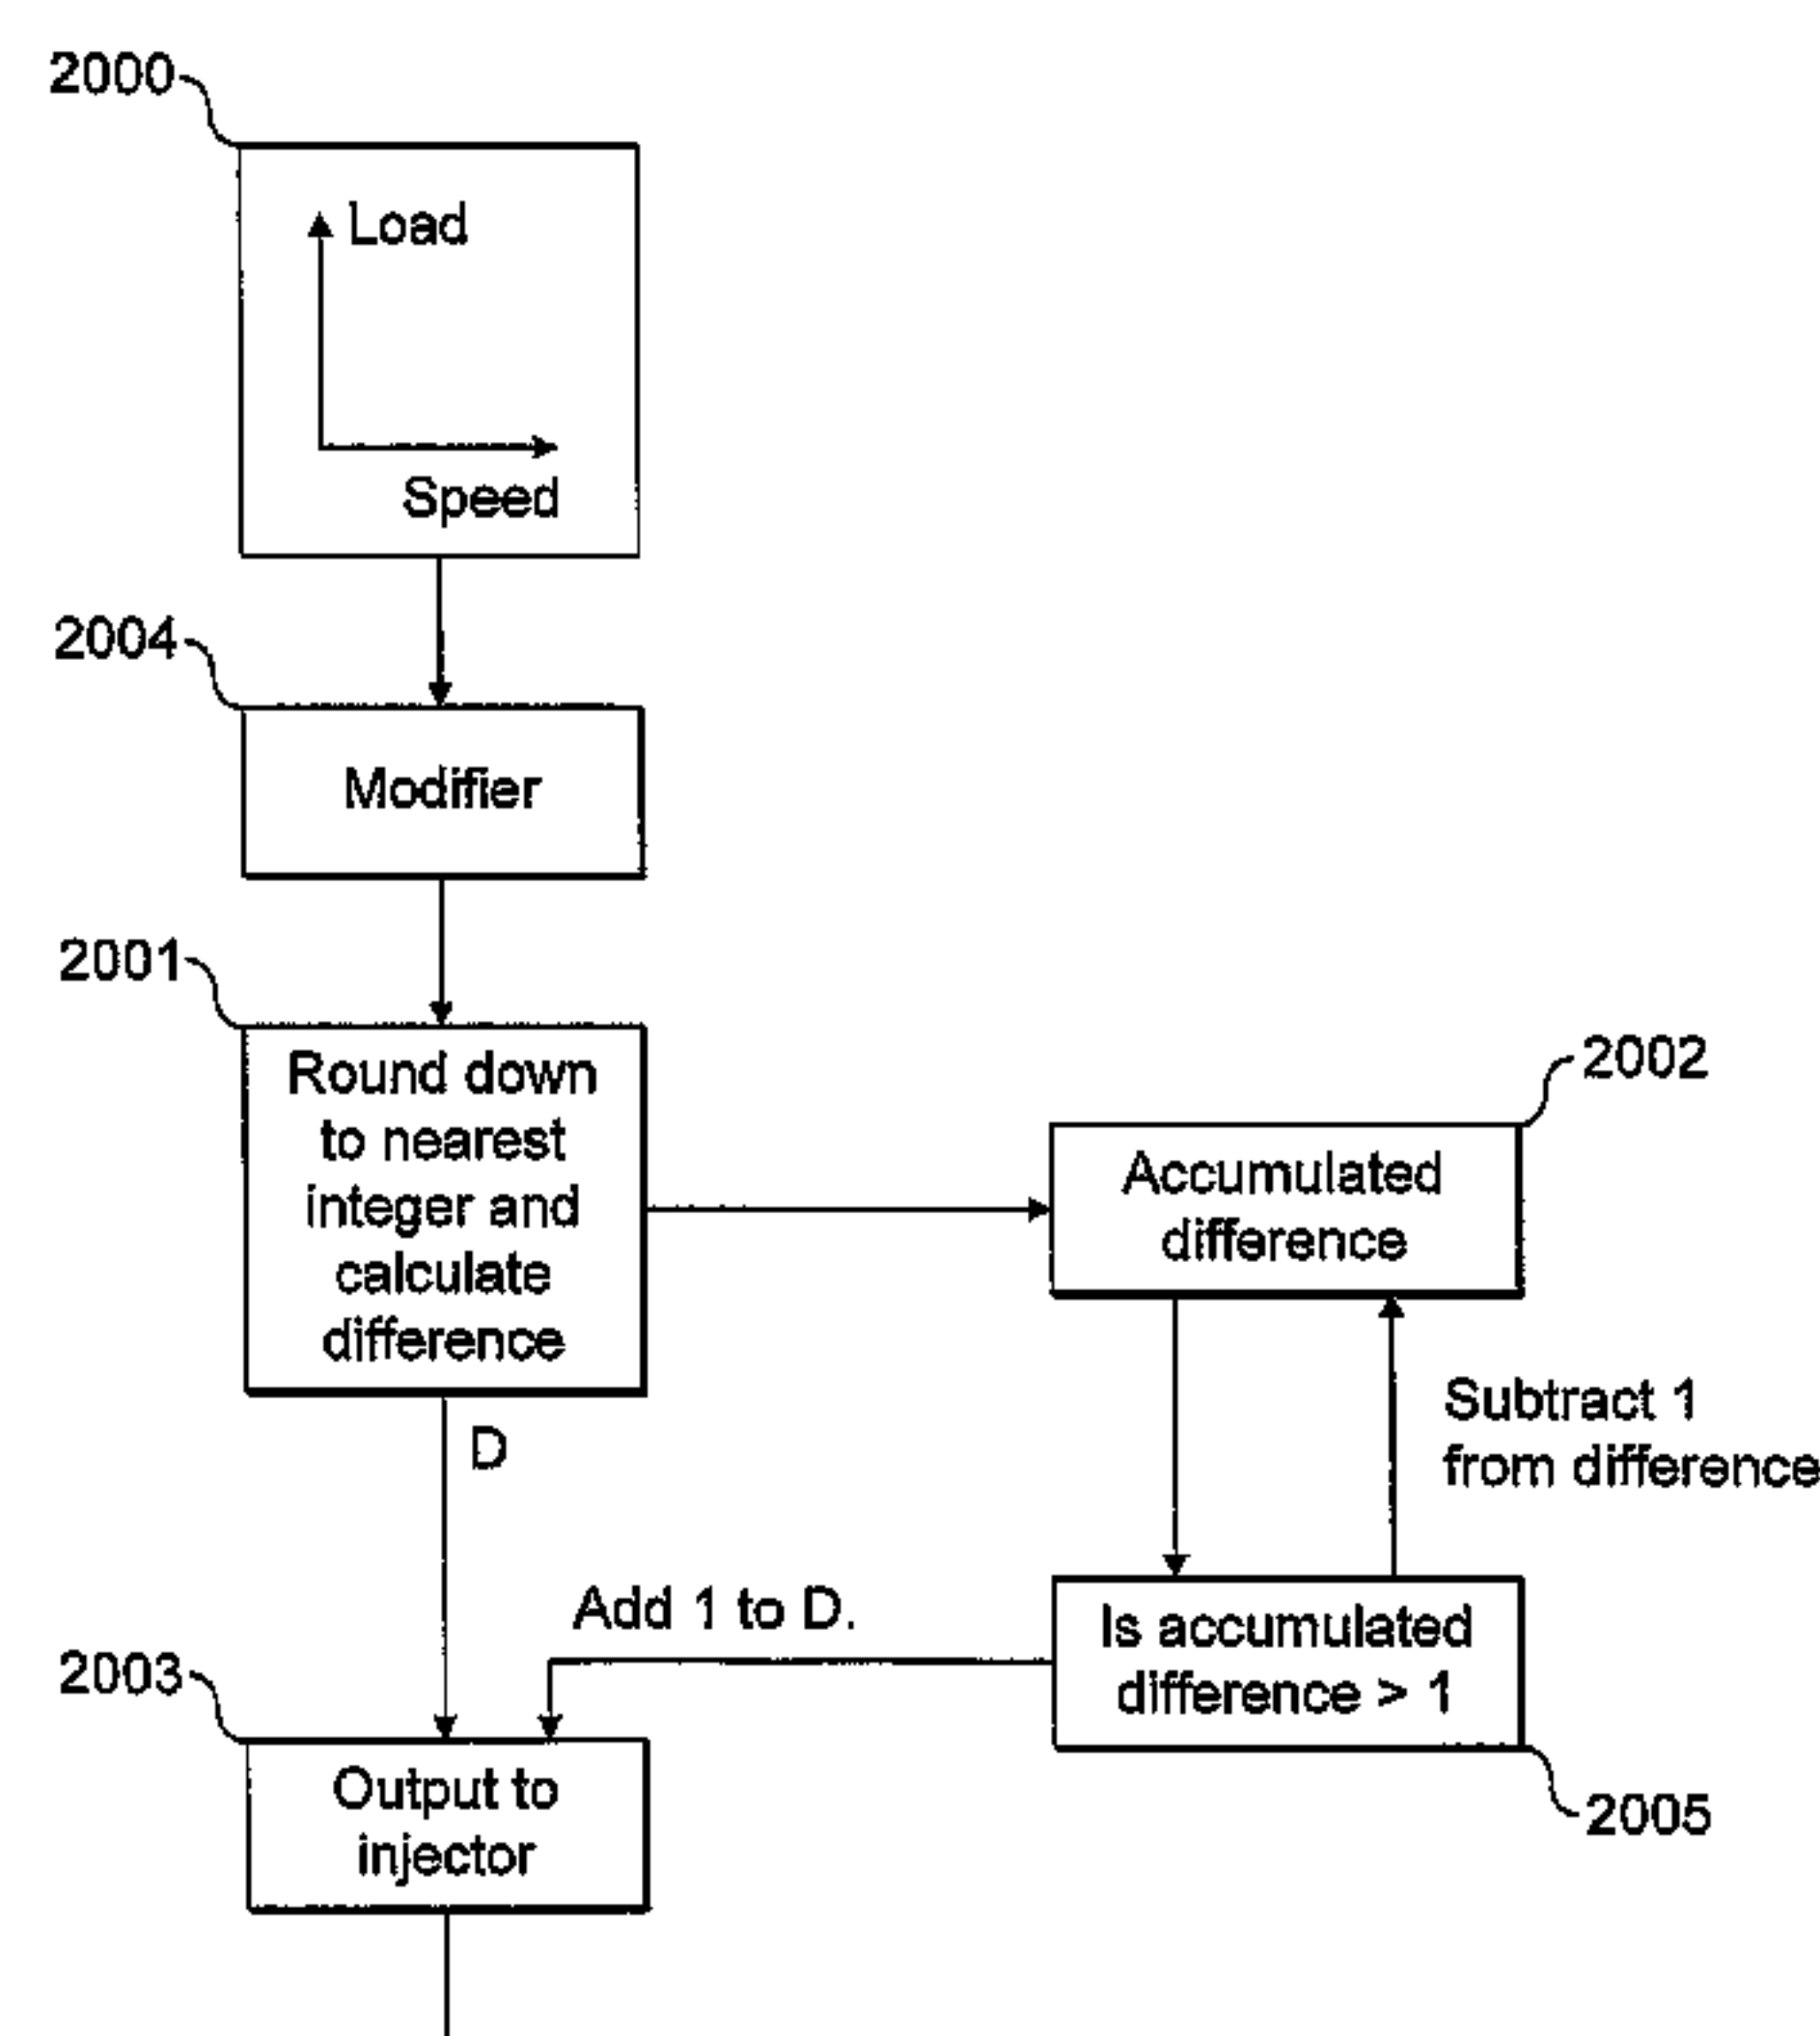 2000
Load
Speed
2004
Modifier
2001
Round down
to nearest
integer and
calculate
difference
2002
Accumulated
difference
D
Subtract 1
from difference
Add 1 to D.
Is accumulated
difference > 1
2003
Output to
injector
2005